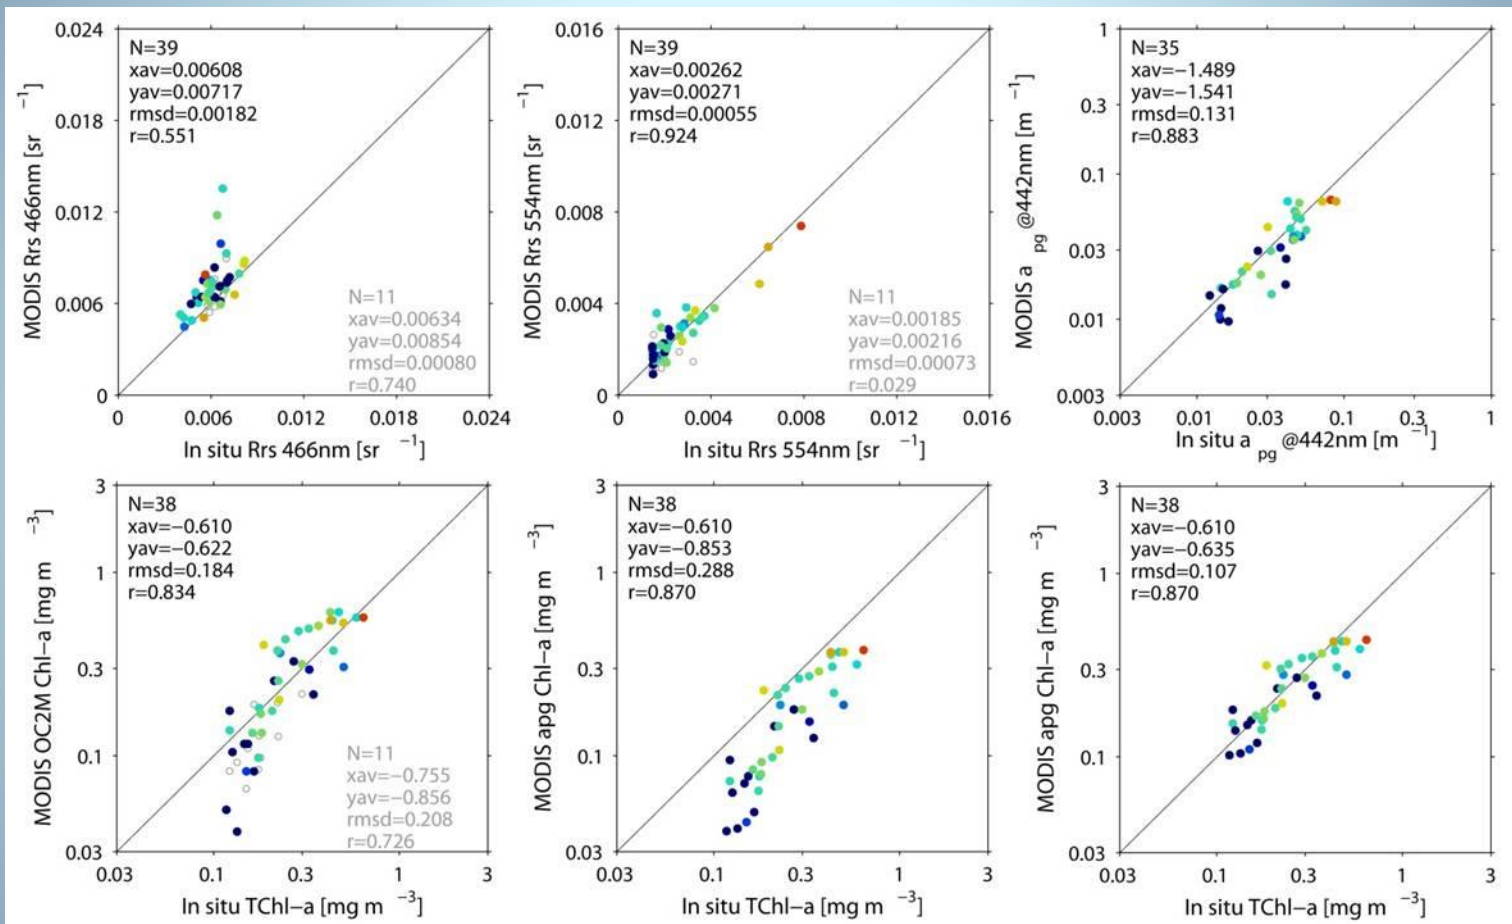 0.024
0.018
0.012
0.006
0
MODIS Rrs 466nm [sr −1]
N=39
xav=0.00608
yav=0.00717
rmsd=0.00182
r=0.551
N=11
xav=0.00634
yav=0.00854
rmsd=0.00080
r=0.740
0 0.006 0.012 0.018 0.024
In situ Rrs 466nm [sr −1]
0.016
0.012
0.008
0.004
0
MODIS Rrs 554nm [sr −1]
N=39
xav=0.00262
yav=0.00271
rmsd=0.00055
r=0.924
N=11
xav=0.00185
yav=0.00216
rmsd=0.00073
r=0.029
0 0.004 0.008 0.012 0.016
In situ Rrs 554nm [sr −1]
1
0.3
0.1
0.03
0.01
0.003
MODIS a pg @442nm [m −1]
N=35
xav=−1.489
yav=−1.541
rmsd=0.131
r=0.883
0.003 0.01 0.03 0.1 0.3 1
In situ a pg @442nm [m −1]
3
1
0.3
0.1
0.03
MODIS OC2M Chl−a [mg m −3]
N=38
xav=−0.610
yav=−0.622
rmsd=0.184
r=0.834
N=11
xav=−0.755
yav=−0.856
rmsd=0.208
r=0.726
0.03 0.1 0.3 1 3
In situ TChl−a [mg m −3]
3
1
0.3
0.1
0.03
MODIS apg Chl−a [mg m −3]
N=38
xav=−0.610
yav=−0.853
rmsd=0.288
r=0.870
0.03 0.1 0.3 1 3
In situ TChl−a [mg m −3]
3
1
0.3
0.1
0.03
MODIS apg Chl−a [mg m −3]
N=38
xav=−0.610
yav=−0.635
rmsd=0.107
r=0.870
0.03 0.1 0.3 1 3
In situ TChl−a [mg m −3]